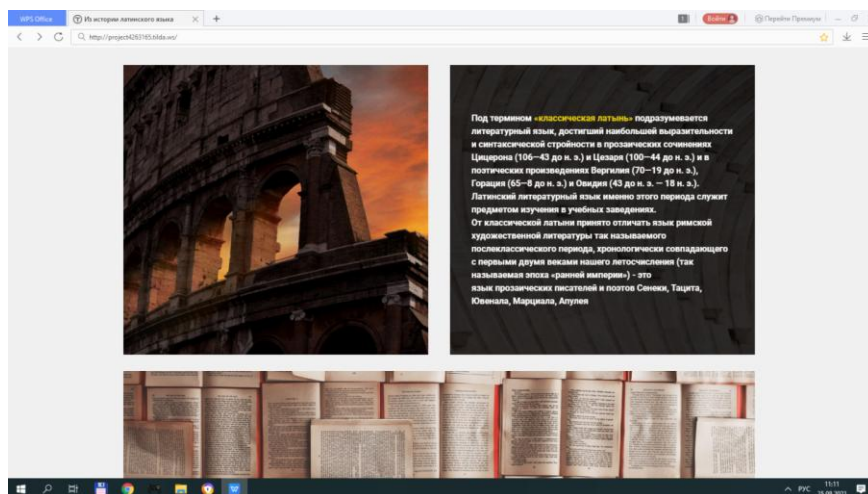 WPS Office
Из истории латинского языка
1
Войти
Перейти Премиум
http://project4263165.tilda.ws/
Под термином «классическая латынь» подразумевается
литературный язык, достигший наибольшей выразительности
и синтаксической стройности в прозаических сочинениях
Цицерона (106—43 до н. э.) и Цезаря (100—44 до н. э.) и в
поэтических произведениях Вергилия (70—19 до н. э.),
Горация (65—8 до н. э.) и Овидия (43 до н. э. — 18 н. э.).
Латинский литературный язык именно этого периода служит
предметом изучения в учебных заведениях.
От классической латыни принято отличать язык римской
художественной литературы так называемого
послеклассического периода, хронологически совпадающего
с первыми двумя веками нашего летосчисления (так
называемая эпоха «ранней империи») - это
язык прозаических писателей и поэтов Сенеки, Тацита,
Ювенала, Марциала, Апулея
РУС
11:11